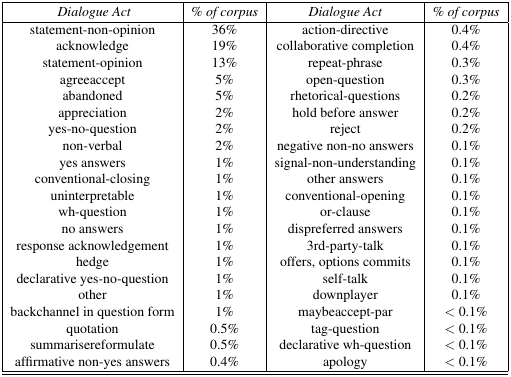 Dialogue Act % of corpus Dialogue Act % of corpus
statement-non-opinion 36% action-directive 0.4%
acknowledge 19% collaborative completion 0.4%
statement-opinion 13% repeat-phrase 0.3%
agreeaccept 5% open-question 0.3%
abandoned 5% rhetorical-questions 0.2%
appreciation 2% hold before answer 0.2%
yes-no-question 2% reject 0.2%
non-verbal 2% negative non-no answers 0.1%
yes answers 1% signal-non-understanding 0.1%
conventional-closing 1% other answers 0.1%
uninterpretable 1% conventional-opening 0.1%
wh-question 1% or-clause 0.1%
no answers 1% dispreferred answers 0.1%
response acknowledgement 1% 3rd-party-talk 0.1%
hedge 1% offers, options commits 0.1%
declarative yes-no-question 1% self-talk 0.1%
other 1% downplayer 0.1%
backchannel in question form 1% maybeaccept-par < 0.1%
quotation 0.5% tag-question < 0.1%
summarisereformulate 0.5% declarative wh-question < 0.1%
affirmative non-yes answers 0.4% apology < 0.1%